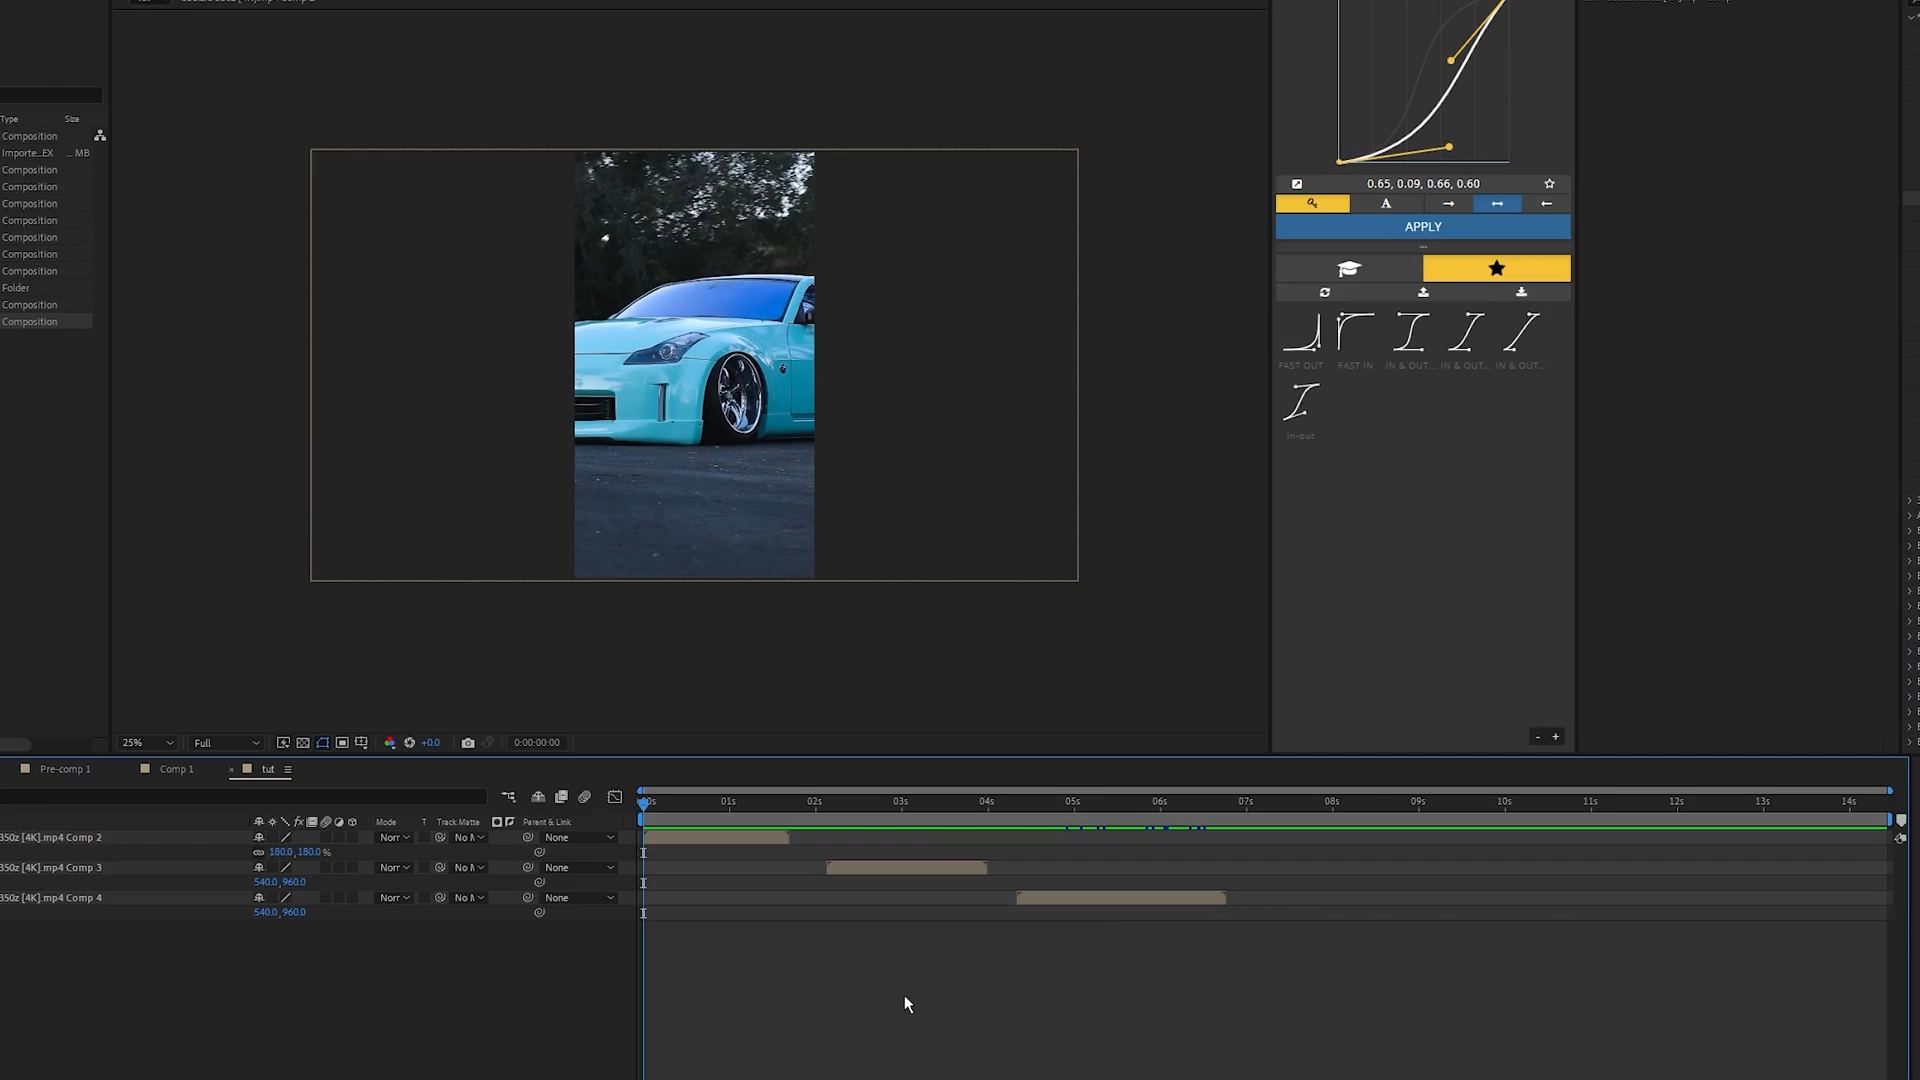 Type Size
Composition
Importe...EX ... MB
Composition
Composition
Composition
Composition
Composition
Composition
Composition
Folder
Composition
Composition
0.65, 0.09, 0.66, 0.60
A
APPLY
FAST OUT FAST IN IN & OUT... IN & OUT... IN & OUT...
In-out
- +
25% Full +0.0 0:00:00:00
Pre-comp 1 Comp 1 × tut
01s 02s 03s 04s 05s 06s 07s 08s 09s 10s 11s 12s 13s 14s
fx Mode T Track Matte Parent & Link
350z [4K].mp4 Comp 2 Norr No M None
180.0, 180.0 %
350z [4K].mp4 Comp 3 Norr No M None
540.0, 960.0
350z [4K].mp4 Comp 4 Norr No M None
540.0, 960.0